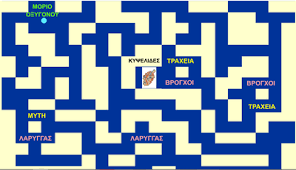 ΜΟΡΙΟ
ΟΞΥΓΟΝΟΥ
ΚΥΨΕΛΙΔΕΣ
ΤΡΑΧΕΙΑ
ΒΡΟΓΧΟΙ
ΒΡΟΓΧΟΙ
ΤΡΑΧΕΙΑ
ΜΥΤΗ
ΛΑΡΥΓΓΑΣ
ΛΑΡΥΓΓΑΣ